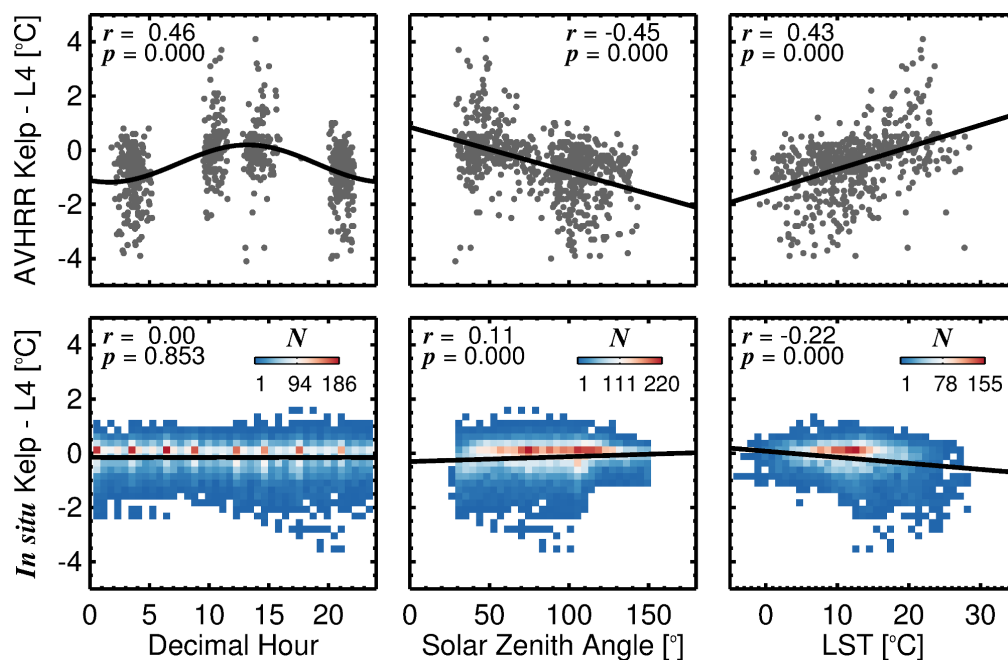 AVHRR Kelp - L4 [°C]
4
2
0
-2
-4
r = 0.46
p = 0.000
r = -0.45
p = 0.000
r = 0.43
p = 0.000
In situ Kelp - L4 [°C]
4
2
0
-2
-4
r = 0.00
p = 0.853
N
1 94 186
r = 0.11
p = 0.000
N
1 111 220
r = -0.22
p = 0.000
N
1 78 155
0 5 10 15 20
0 50 100 150
0 10 20 30
Decimal Hour
Solar Zenith Angle [°]
LST [°C]